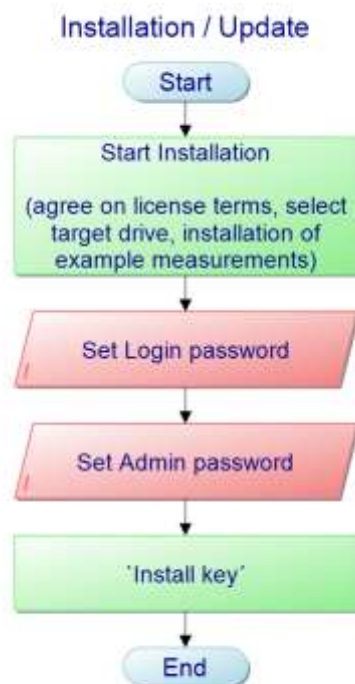 Installation / Update
Start
Start Installation
(agree on license terms, select
target drive, installation of
example measurements)
Set Login password
Set Admin password
´Install key´
End